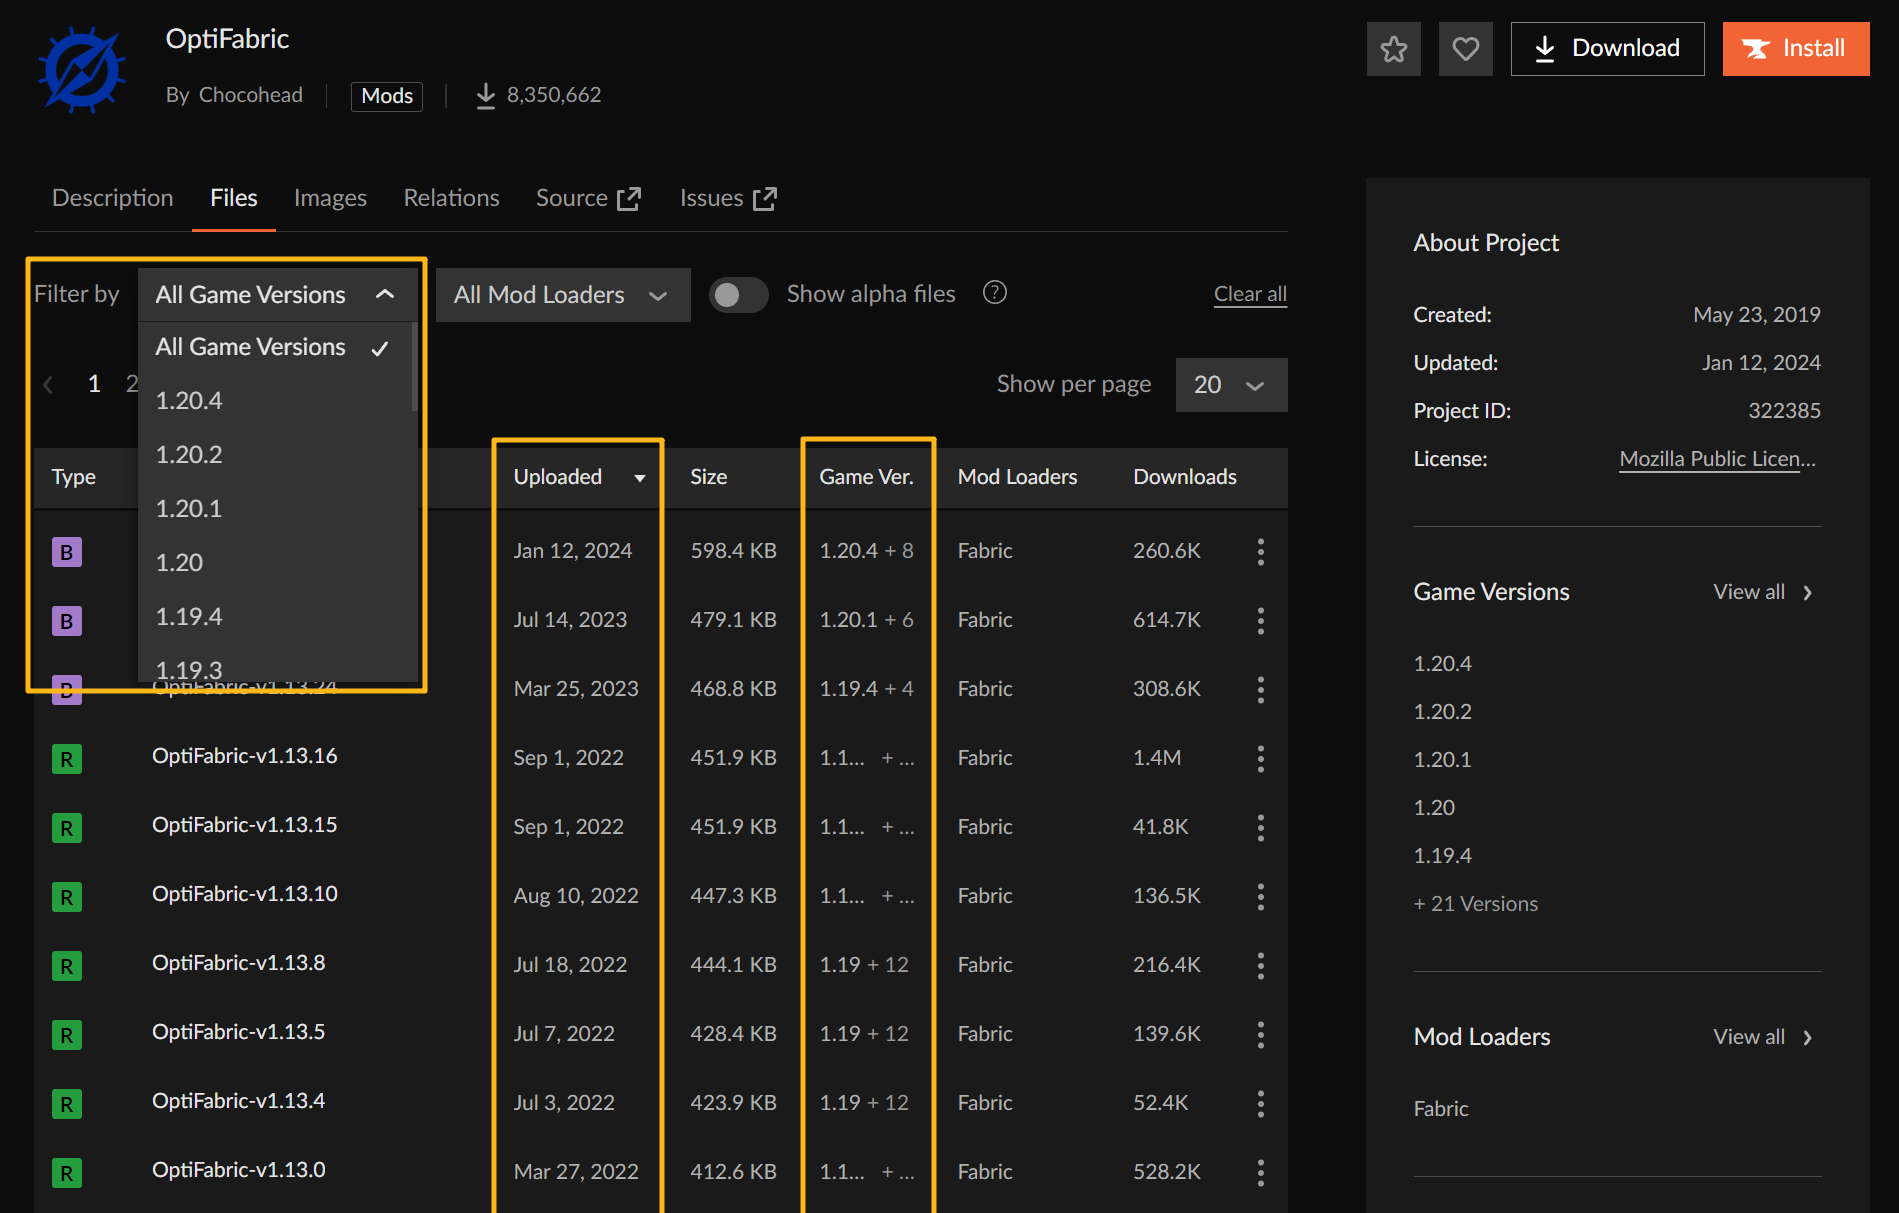 OptiFabric
By Chocohead Mods 8,350,662
Download
Install
Description Files Images Relations Source Issues
Filter by All Game Versions All Mod Loaders Show alpha files ? Clear all
All Game Versions
1.20.4
1.20.2
1.20.1
1.20
1.19.4
1.19.3
1 2
Show per page 20
Type Uploaded Size Game Ver. Mod Loaders Downloads
B Jan 12, 2024 598.4 KB 1.20.4 + 8 Fabric 260.6K
B Jul 14, 2023 479.1 KB 1.20.1 + 6 Fabric 614.7K
B OptiFabric-v1.13.24 Mar 25, 2023 468.8 KB 1.19.4 + 4 Fabric 308.6K
R OptiFabric-v1.13.16 Sep 1, 2022 451.9 KB 1.1... + ... Fabric 1.4M
R OptiFabric-v1.13.15 Sep 1, 2022 451.9 KB 1.1... + ... Fabric 41.8K
R OptiFabric-v1.13.10 Aug 10, 2022 447.3 KB 1.1... + ... Fabric 136.5K
R OptiFabric-v1.13.8 Jul 18, 2022 444.1 KB 1.19 + 12 Fabric 216.4K
R OptiFabric-v1.13.5 Jul 7, 2022 428.4 KB 1.19 + 12 Fabric 139.6K
R OptiFabric-v1.13.4 Jul 3, 2022 423.9 KB 1.19 + 12 Fabric 52.4K
R OptiFabric-v1.13.0 Mar 27, 2022 412.6 KB 1.1... + ... Fabric 528.2K
About Project
Created: May 23, 2019
Updated: Jan 12, 2024
Project ID: 322385
License: Mozilla Public Licen...
Game Versions View all
1.20.4
1.20.2
1.20.1
1.20
1.19.4
+ 21 Versions
Mod Loaders View all
Fabric